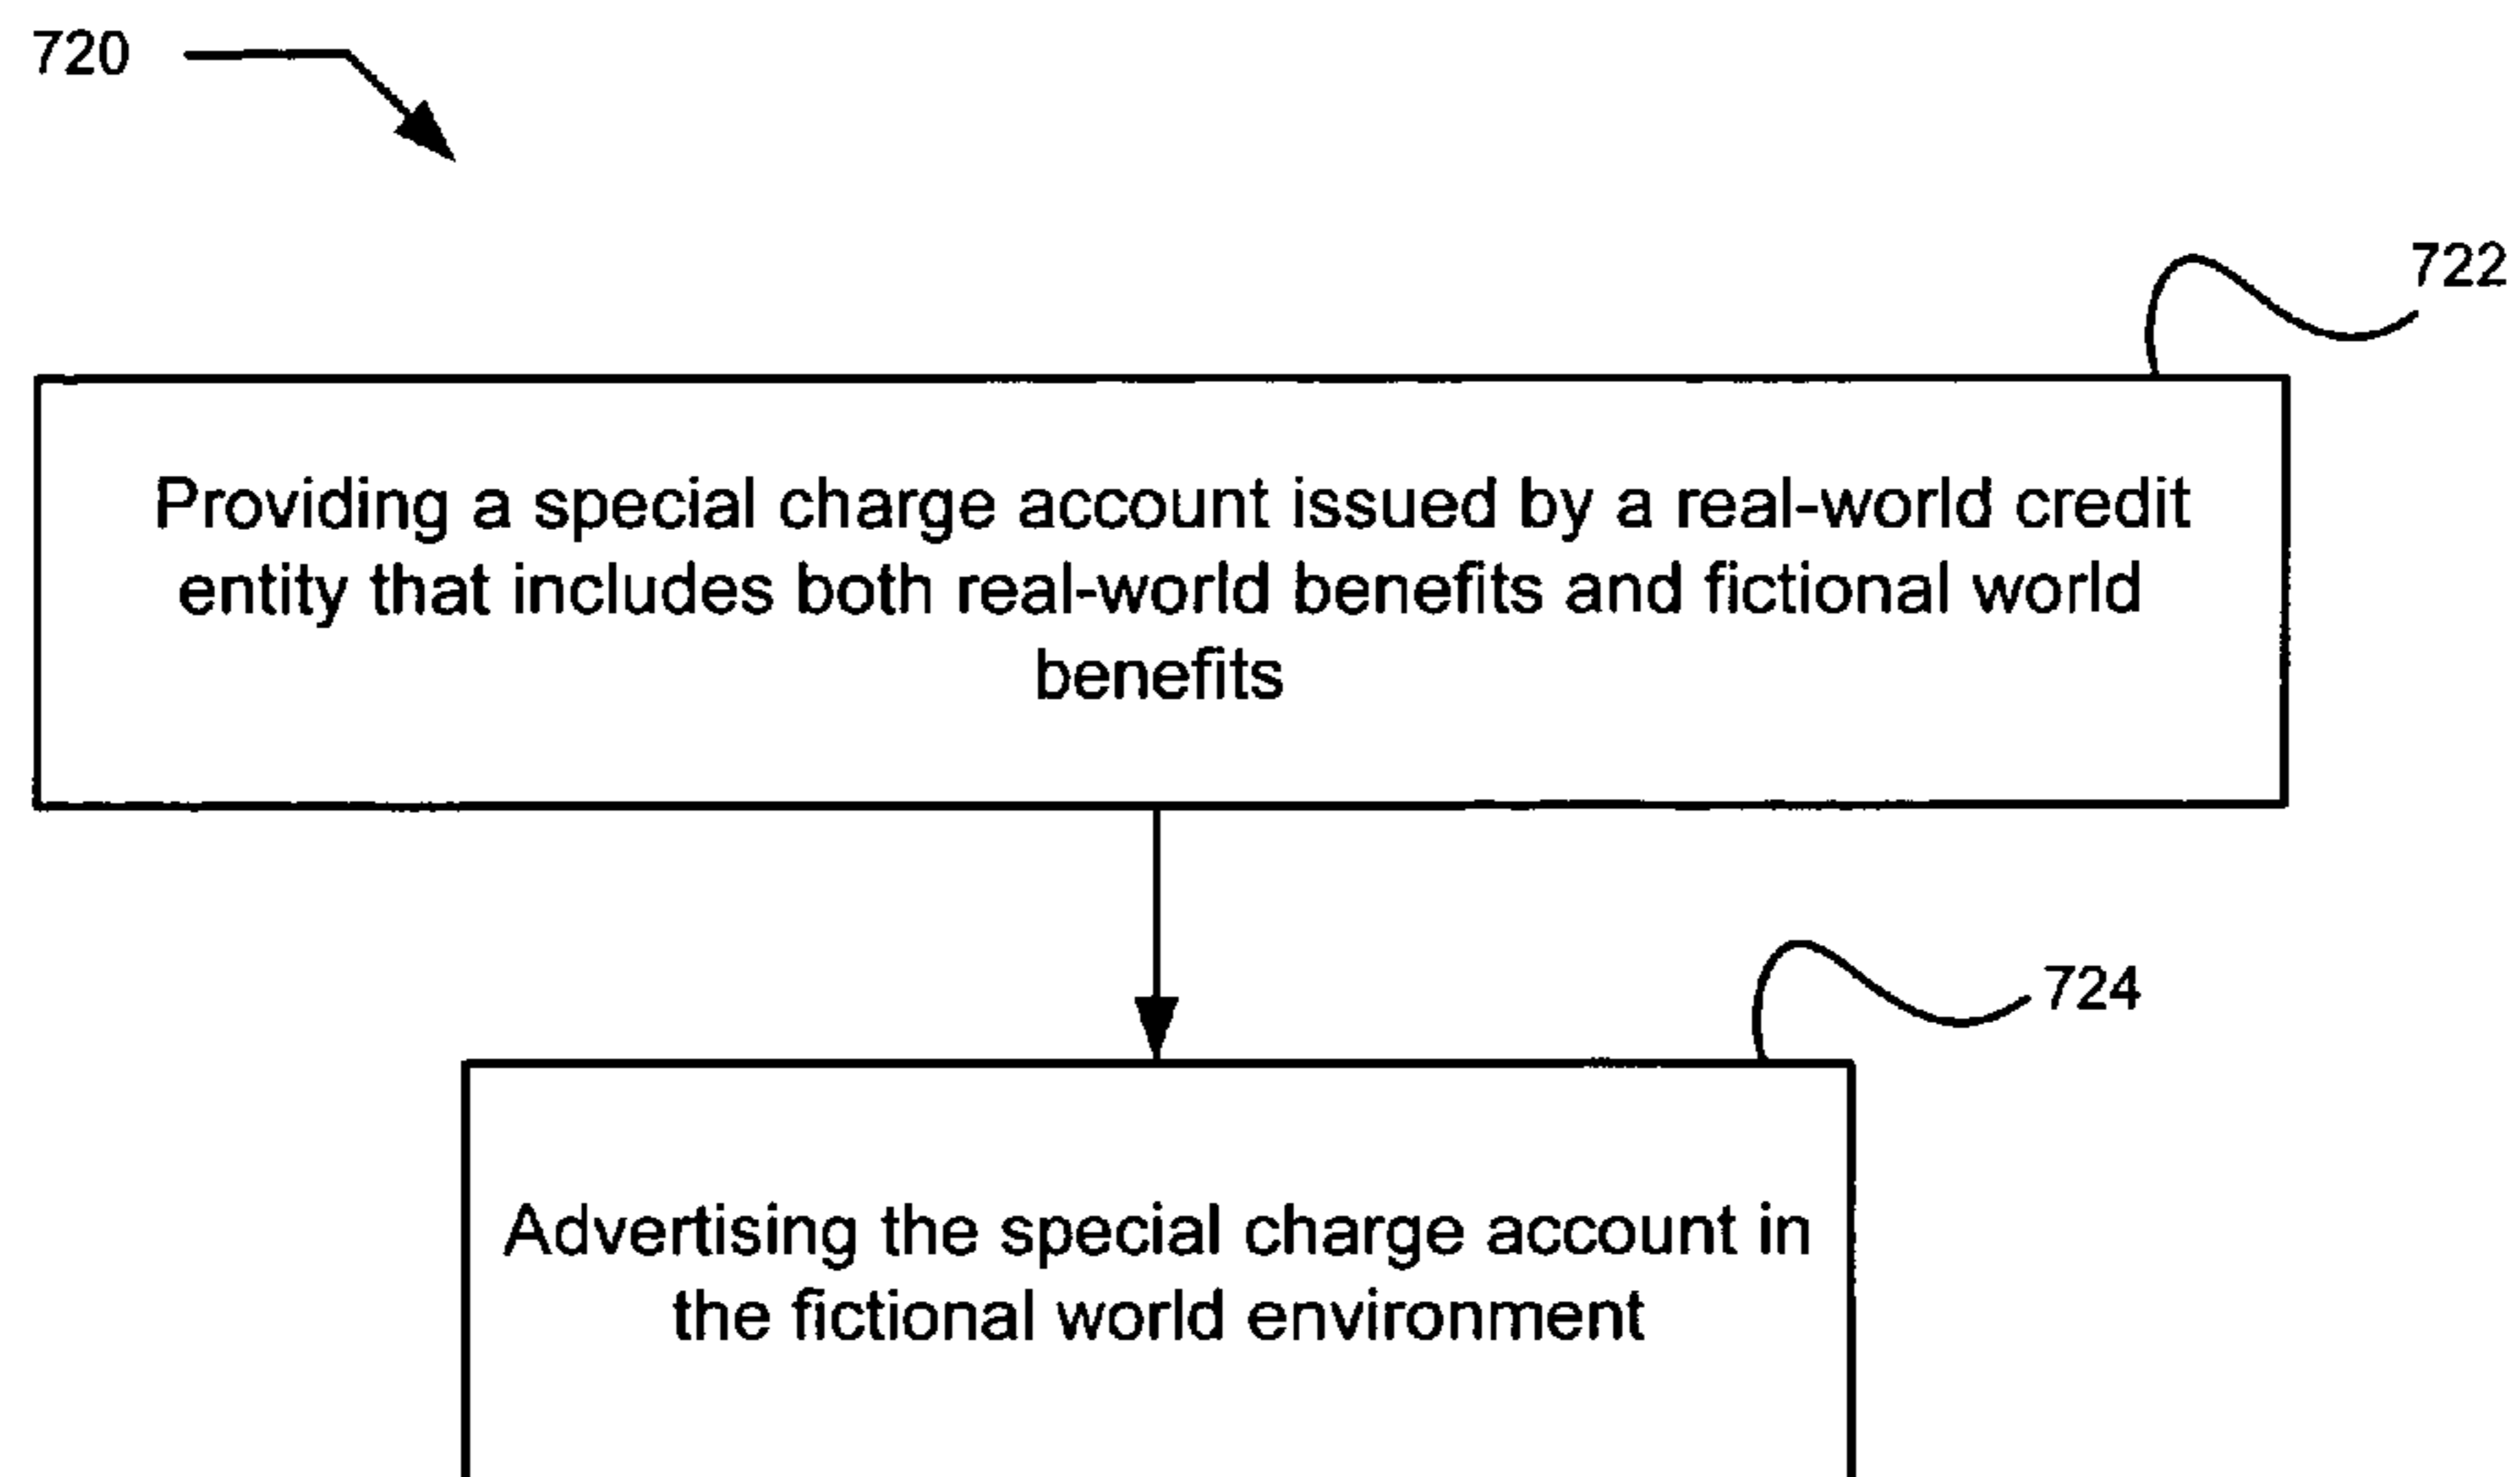 720
722
Providing a special charge account issued by a real-world credit
entity that includes both real-world benefits and fictional world
benefits
724
Advertising the special charge account in
the fictional world environment